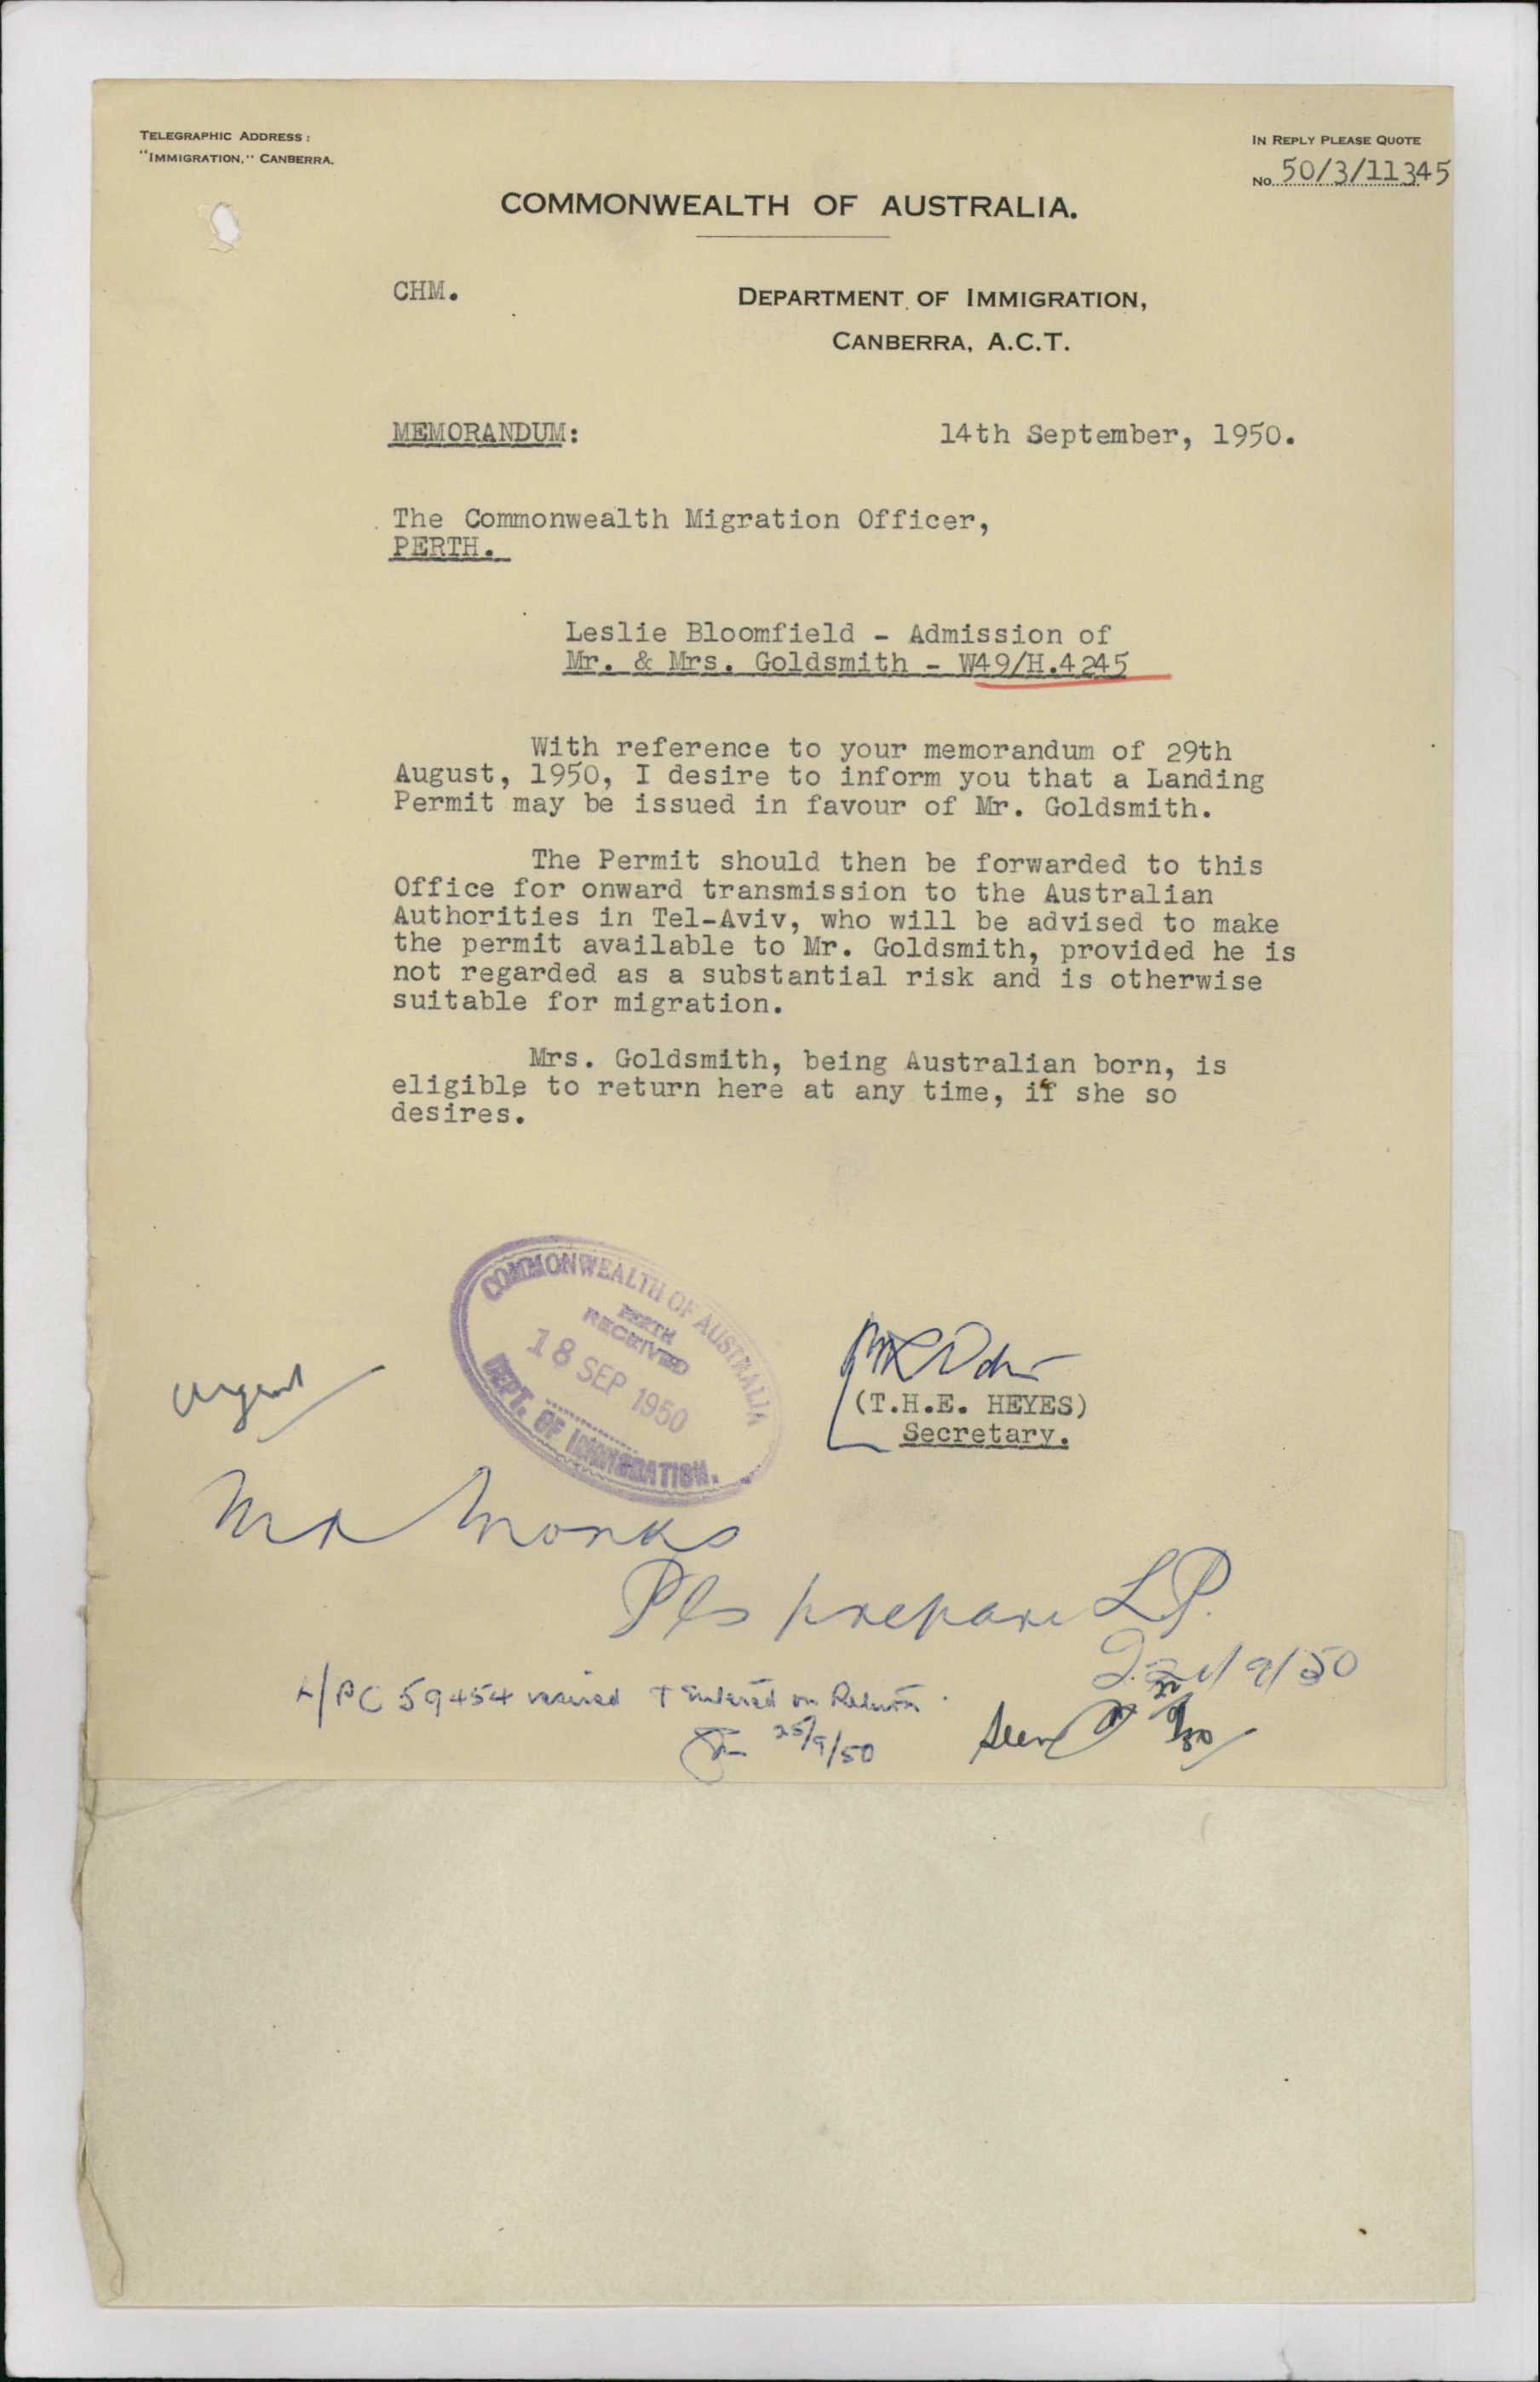 TELEGRAPHIC ADDRESS:
"IMMIGRATION," CANBERRA.
IN REPLY PLEASE QUOTE
No. 50/3/11345
COMMONWEALTH OF AUSTRALIA.
CHM.
DEPARTMENT OF IMMIGRATION,
CANBERRA, A.C.T.
MEMORANDUM:
14th September, 1950.
The Commonwealth Migration Officer,
PERTH.
Leslie Bloomfield - Admission of
Mr. & Mrs. Goldsmith - W49/H.4245
With reference to your memorandum of 29th
August, 1950, I desire to inform you that a Landing
Permit may be issued in favour of Mr. Goldsmith.
The Permit should then be forwarded to this
Office for onward transmission to the Australian
Authorities in Tel-Aviv, who will be advised to make
the permit available to Mr. Goldsmith, provided he is
not regarded as a substantial risk and is otherwise
suitable for migration.
Mrs. Goldsmith, being Australian born, is
eligible to return here at any time, if she so
desires.
COMMONWEALTH OF AUSTRALIA
PERTH
RECEIVED
18 SEP 1950
DEPT. OF IMMIGRATION.
(T.H.E. HEYES)
Secretary.
Urgent
Mr Monks
Pls prepare L.P.
/9/50
L/P C 59454 issued & entered on Return.
25/9/50
Seen